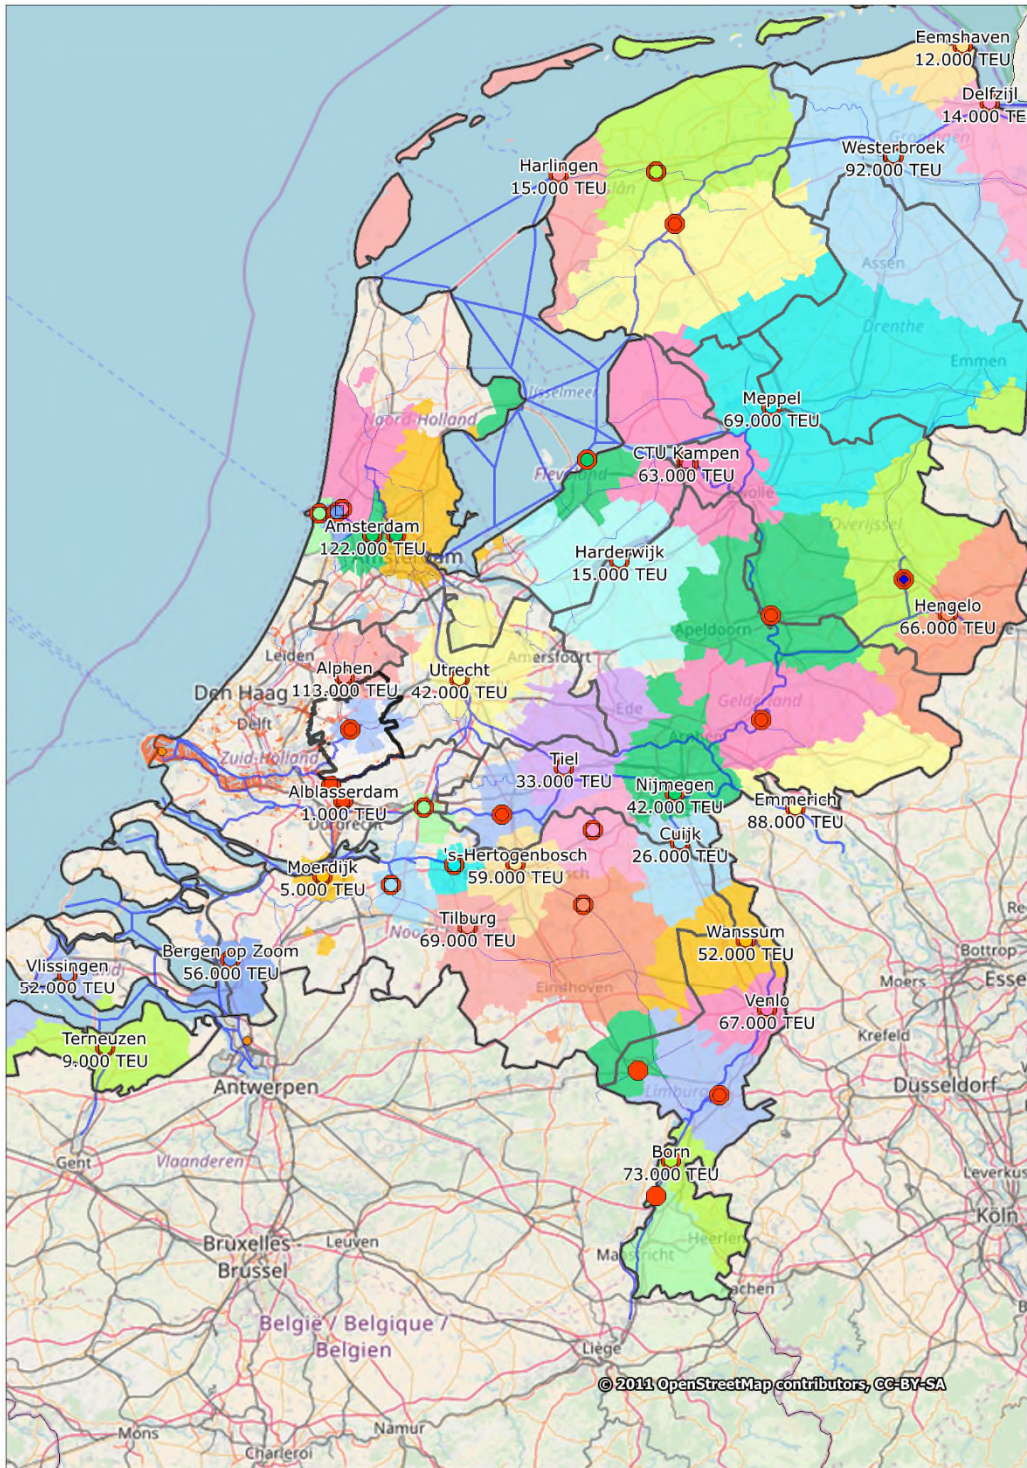 Eemshaven
12.000 TEU
Delfzijl
14.000 TE
Groningen
Westerbroek
92.000 TEU
Harlingen
15.000 TEU
slân
Assen
Drenthe
Emmen
IJsselmeer
Meppel
69.000 TEU
Noord-Holland
CTU Kampen
63.000 TEU
Flevoland
Zwolle
Overijssel
Amsterdam
122.000 TEU
Amsterdam
Harderwijk
15.000 TEU
Hengelo
66.000 TEU
Apeldoorn
Leiden
Amersfoort
Alphen
113.000 TEU
Utrecht
42.000 TEU
Den Haag
Delft
Ede
Gelderland
Arnhem
Zuid-Holland
Tiel
33.000 TEU
Nijmegen
42.000 TEU
Emmerich
88.000 TEU
Alblasserdam
1.000 TEU
Dordrecht
Cuijk
26.000 TEU
's-Hertogenbosch
59.000 TEU
Moerdijk
5.000 TEU
Tilburg
69.000 TEU
Wanssum
52.000 TEU
Bottrop
Bergen op Zoom
56.000 TEU
Vlissingen
52.000 TEU
Moers
Esse
Eindhoven
Venlo
67.000 TEU
Krefeld
Terneuzen
9.000 TEU
Antwerpen
Düsseldorf
Limburg
Born
73.000 TEU
Gent
Vlaanderen
Leverkus
Köln
Bruxelles -
Brussel
Leuven
Maastricht
Heerlen
achen
België / Belgique /
Belgien
Liège
© 2011 OpenStreetMap contributors, CC-BY-SA
Namur
Mons
Charleroi